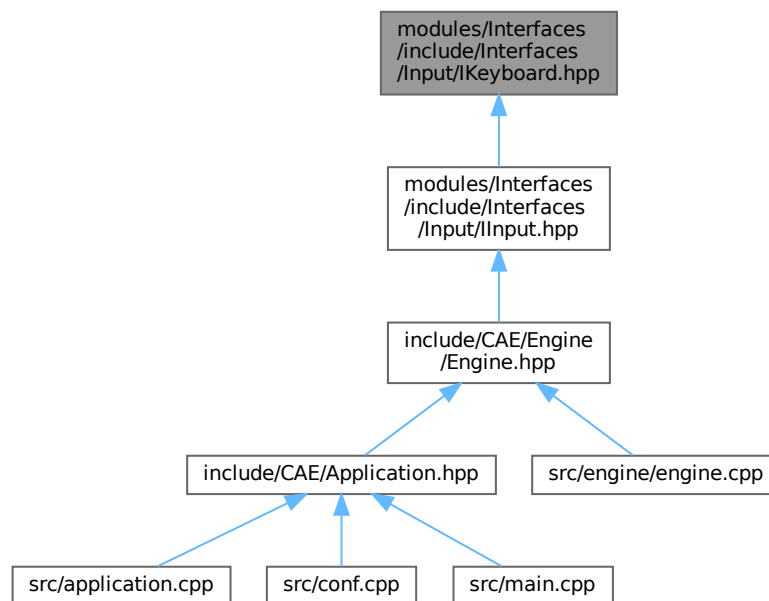 modules/Interfaces
/include/Interfaces
/Input/IKeyboard.hpp
modules/Interfaces
/include/Interfaces
/Input/IInput.hpp
include/CAE/Engine
/Engine.hpp
include/CAE/Application.hpp
src/engine/engine.cpp
src/application.cpp
src/conf.cpp
src/main.cpp